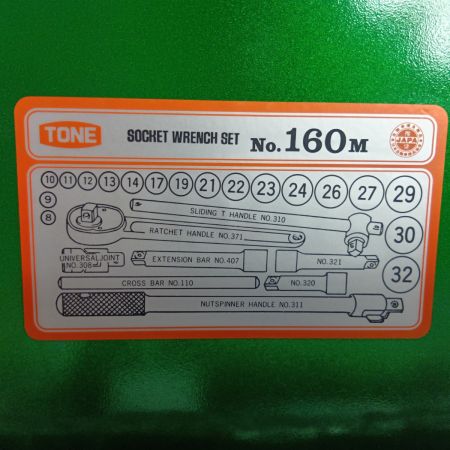 TONE SOCKET WRENCH SET No. 160M JAPAN
10 11 12 13 14 17 19 21 22 23 24 26 27 29
9
8
30
32
SLIDING T HANDLE NO.310
RATCHET HANDLE NO.371
UNIVERSALJOINT
NO.308
EXTENSION BAR NO.407
NO.321
CROSS BAR NO.110
NO.320
NUTSPINNER HANDLE NO.311